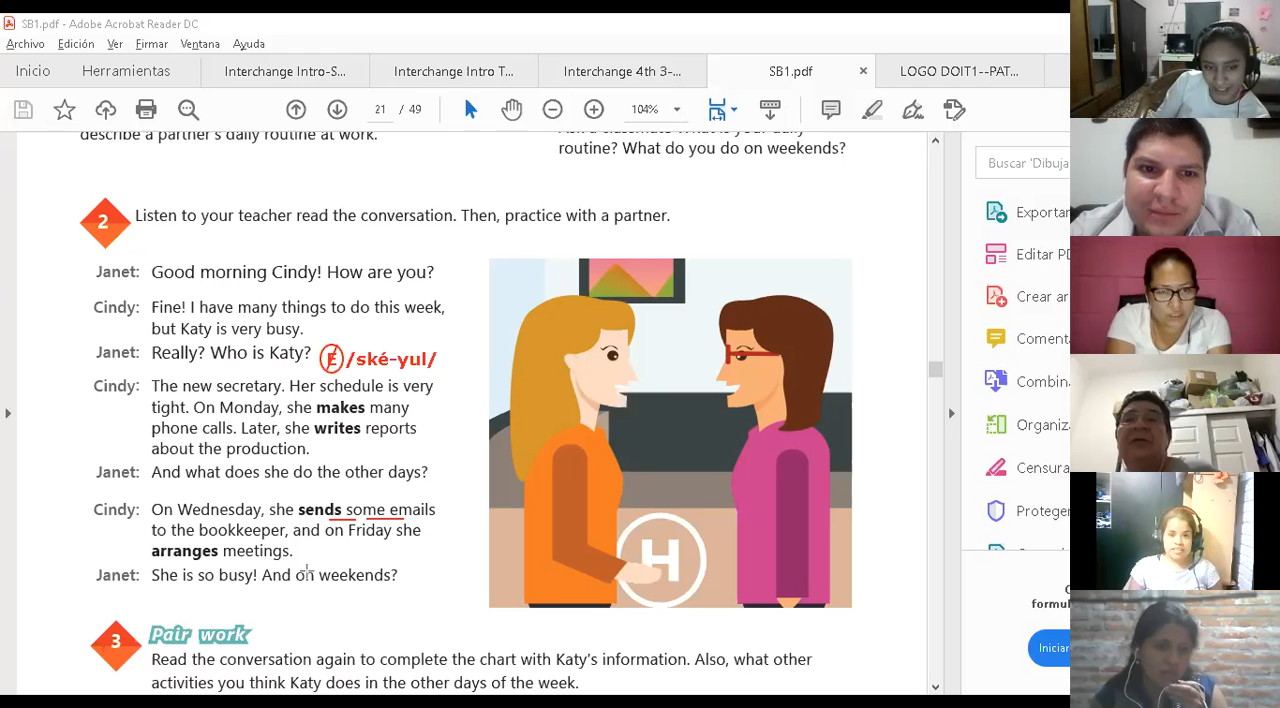 SB1.pdf - Adobe Acrobat Reader DC
Archivo Edición Ver Firmar Ventana Ayuda
Inicio Herramientas Interchange Intro-S... Interchange Intro T... Interchange 4th 3-... SB1.pdf × LOGO DOIT1--PAT...
21 / 49 104%
describe a partner's daily routine at work.
routine? What do you do on weekends?
2 Listen to your teacher read the conversation. Then, practice with a partner.
Janet: Good morning Cindy! How are you?
Cindy: Fine! I have many things to do this week,
but Katy is very busy.
Janet: Really? Who is Katy? E /ské-yul/
Cindy: The new secretary. Her schedule is very
tight. On Monday, she makes many
phone calls. Later, she writes reports
about the production.
Janet: And what does she do the other days?
Cindy: On Wednesday, she sends some emails
to the bookkeeper, and on Friday she
arranges meetings.
Janet: She is so busy! And on weekends?
H
3 Pair work
Read the conversation again to complete the chart with Katy's information. Also, what other
activities you think Katy does in the other days of the week.
Buscar 'Dibuja
Exportar
Editar PD
Crear ar
Comenta
Combina
Organiza
Censura
Proteger
formul
Iniciar